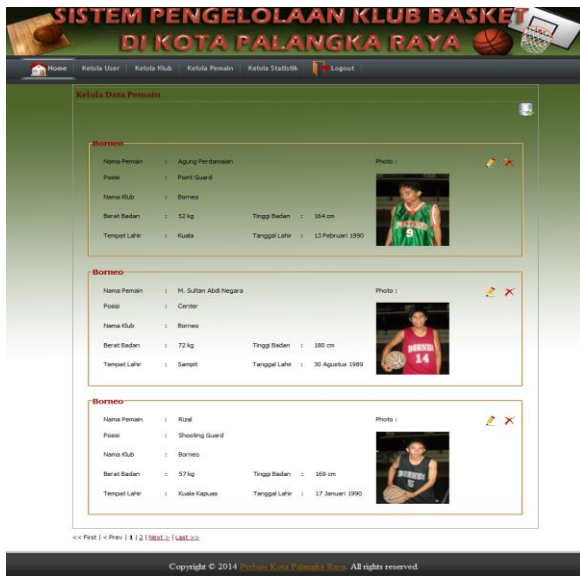 SISTEM PENGELOLAAN KLUB BASKET
DI KOTA PALANGKA RAYA
Home Kelola User Kelola Klub Kelola Pemain Kelola Statistik Logout
Kelola Data Pemain
Borneo
Nama Pemain : Agung Perdamaian Photo :
Posisi : Point Guard
Nama Klub : Borneo
Berat Badan : 52 kg Tinggi Badan : 164 cm
Tempat Lahir : Kuala Tanggal Lahir : 13 Februari 1990
9
Borneo
Nama Pemain : M. Sultan Abdi Negara Photo :
Posisi : Center
Nama Klub : Borneo
Berat Badan : 72 kg Tinggi Badan : 180 cm
Tempat Lahir : Sampit Tanggal Lahir : 30 Agustus 1989
BORNEO
14
Borneo
Nama Pemain : Rizal Photo :
Posisi : Shooting Guard
Nama Klub : Borneo
Berat Badan : 57 kg Tinggi Badan : 169 cm
Tempat Lahir : Kuala Kapuas Tanggal Lahir : 17 Januari 1990
BORNEO
5
<< First | < Prev | 1 | 2 | Next > | Last >>
Copyright © 2014 Perbasi Kota Palangka Raya. All rights reserved.